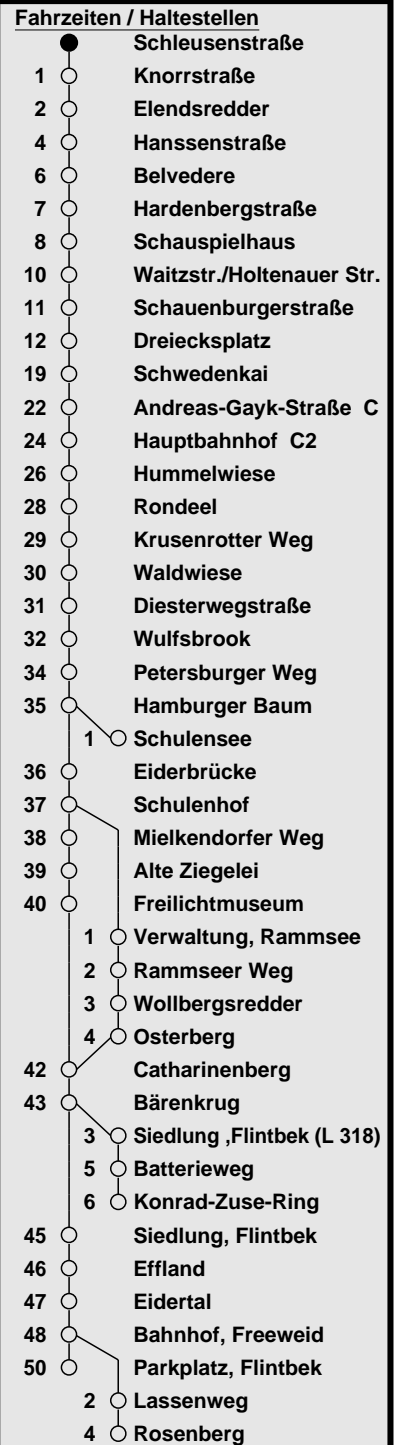 Fahrzeiten / Haltestellen
Schleusenstraße
1 Knorrstraße
2 Elendsredder
4 Hanssenstraße
6 Belvedere
7 Hardenbergstraße
8 Schauspielhaus
10 Waitzstr./Holtenauer Str.
11 Schauenburgerstraße
12 Dreiecksplatz
19 Schwedenkai
22 Andreas-Gayk-Straße C
24 Hauptbahnhof C2
26 Hummelwiese
28 Rondeel
29 Krusenrotter Weg
30 Waldwiese
31 Diesterwegstraße
32 Wulfsbrook
34 Petersburger Weg
35 Hamburger Baum
1 Schulensee
36 Eiderbrücke
37 Schulenhof
38 Mielkendorfer Weg
39 Alte Ziegelei
40 Freilichtmuseum
1 Verwaltung, Rammsee
2 Rammseer Weg
3 Wollbergsredder
4 Osterberg
42 Catharinenberg
43 Bärenkrug
3 Siedlung ,Flintbek (L 318)
5 Batterieweg
6 Konrad-Zuse-Ring
45 Siedlung, Flintbek
46 Effland
47 Eidertal
48 Bahnhof, Freeweid
50 Parkplatz, Flintbek
2 Lassenweg
4 Rosenberg